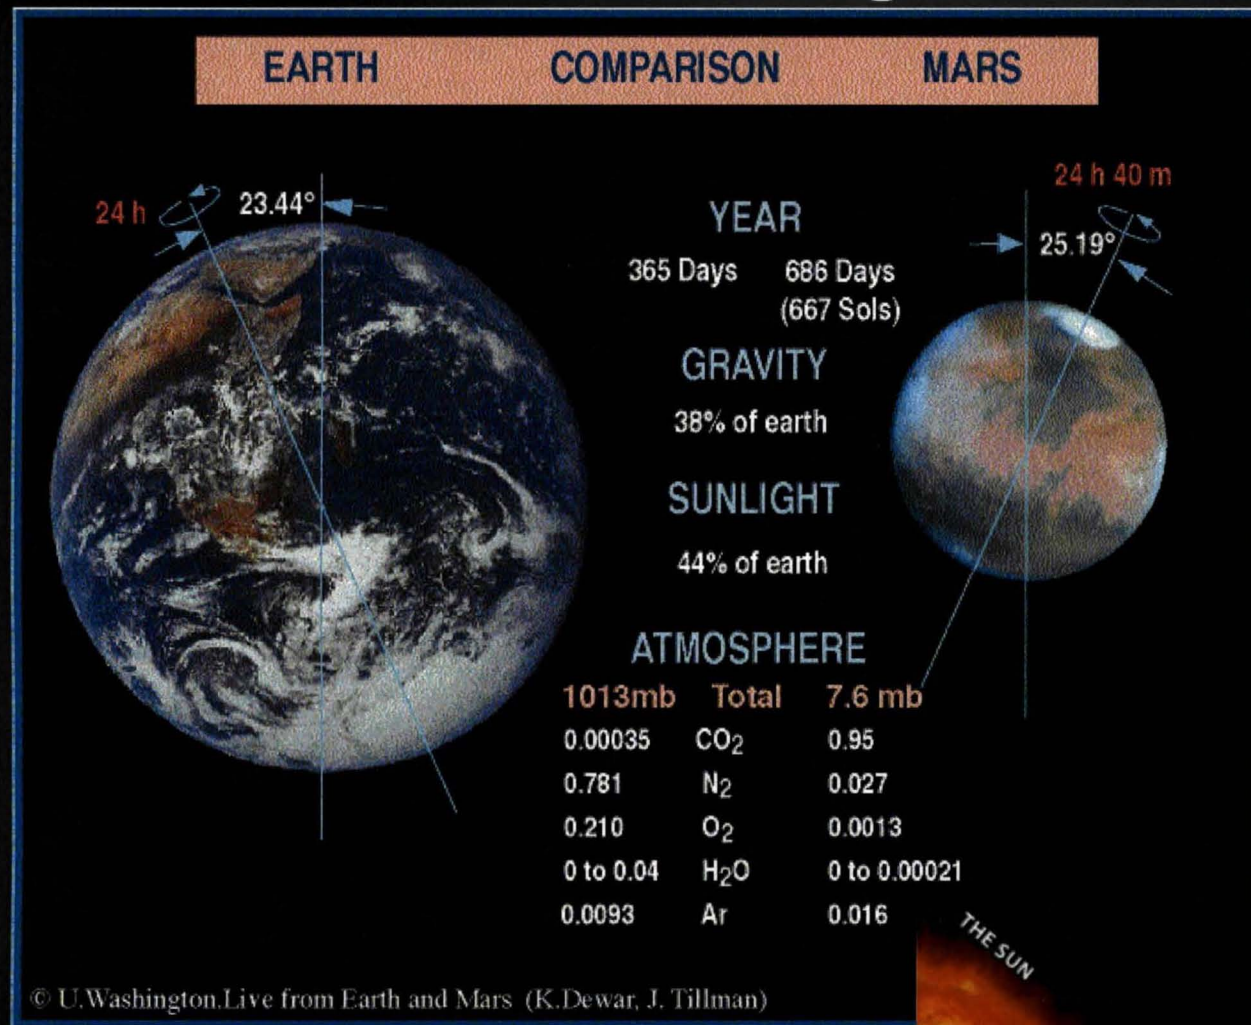 EARTH COMPARISON MARS
24 h 40 m
24 h 23.44°
YEAR
25.19°
365 Days 686 Days
(667 Sols)
GRAVITY
38% of earth
SUNLIGHT
44% of earth
ATMOSPHERE
1013mb Total 7.6 mb
0.00035 CO₂ 0.95
0.781 N₂ 0.027
0.210 O₂ 0.0013
0 to 0.04 H₂O 0 to 0.00021
0.0093 Ar 0.016
THE SUN
© U.Washington.Live from Earth and Mars (K.Dewar, J. Tillman)